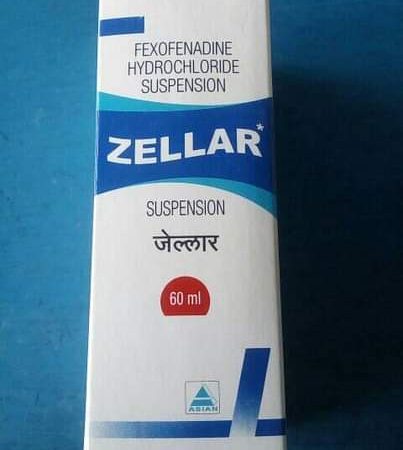 FEXOFENADINE
HYDROCHLORIDE
SUSPENSION
ZELLAR*
SUSPENSION
जेल्लार
60 ml
ASIAN